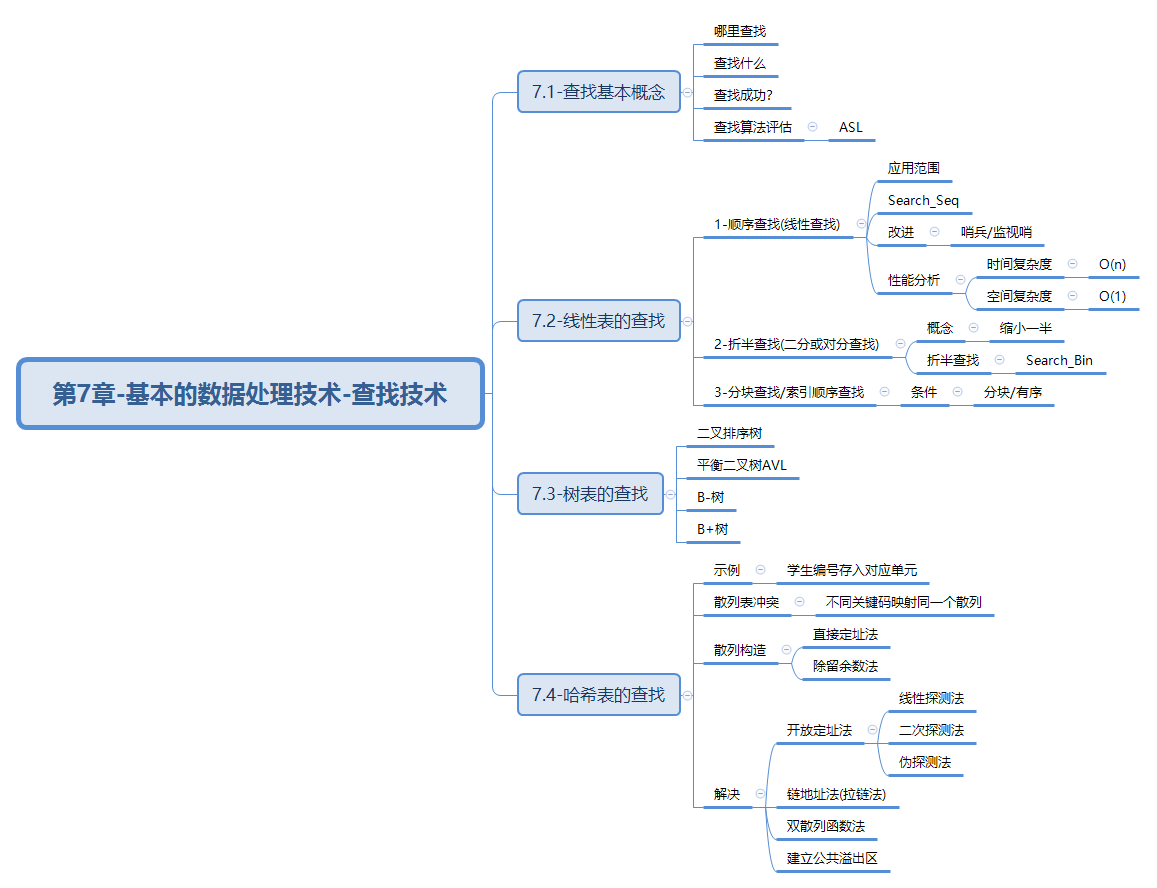 第7章-基本的数据处理技术-查找技术
7.1-查找基本概念
哪里查找
查找什么
查找成功?
查找算法评估
ASL
7.2-线性表的查找
1-顺序查找(线性查找)
应用范围
Search_Seq
改进
哨兵/监视哨
性能分析
时间复杂度
O(n)
空间复杂度
O(1)
2-折半查找(二分或对分查找)
概念
缩小一半
折半查找
Search_Bin
3-分块查找/索引顺序查找
条件
分块/有序
7.3-树表的查找
二叉排序树
平衡二叉树AVL
B-树
B+树
7.4-哈希表的查找
示例
学生编号存入对应单元
散列表冲突
不同关键码映射同一个散列
散列构造
直接定址法
除留余数法
解决
开放定址法
线性探测法
二次探测法
伪探测法
链地址法(拉链法)
双散列函数法
建立公共溢出区